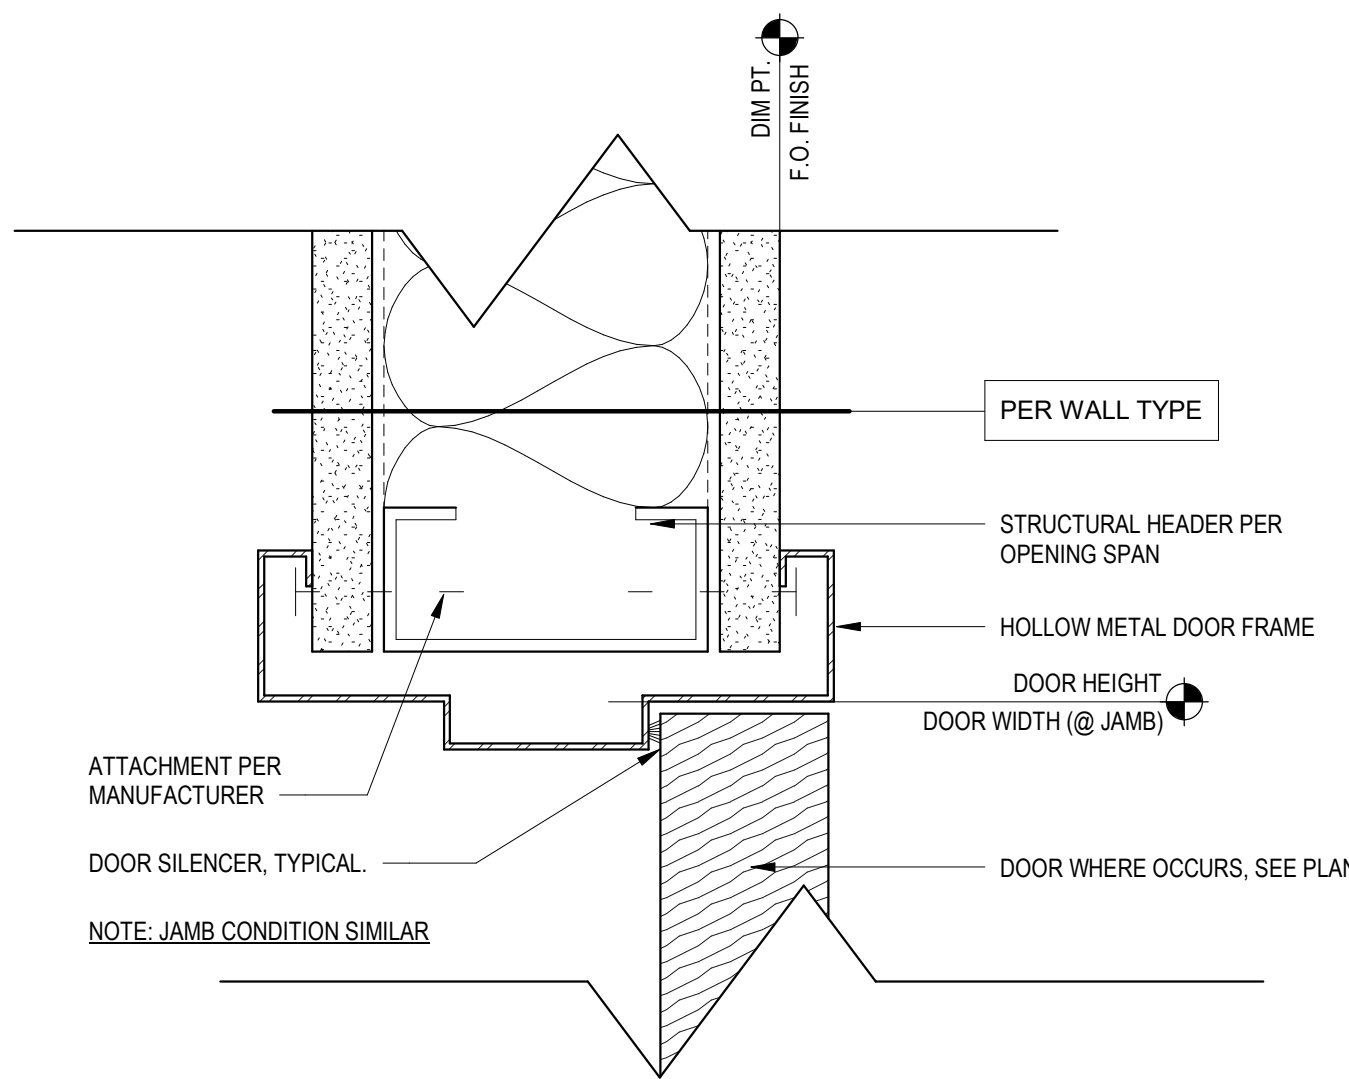 DIM PT.
F.O. FINISH
PER WALL TYPE
STRUCTURAL HEADER PER
OPENING SPAN
HOLLOW METAL DOOR FRAME
DOOR HEIGHT
DOOR WIDTH (@ JAMB)
ATTACHMENT PER
MANUFACTURER
DOOR SILENCER, TYPICAL.
DOOR WHERE OCCURS, SEE PLAN
NOTE: JAMB CONDITION SIMILAR